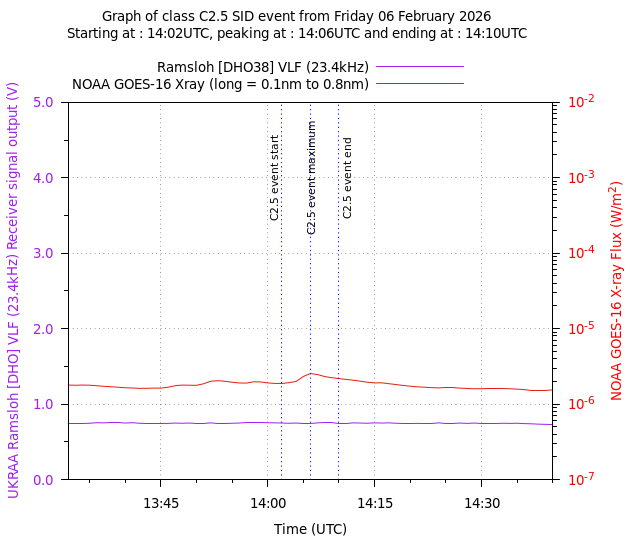 Graph of class C2.5 SID event from Friday 06 February 2026
Starting at : 14:02UTC, peaking at : 14:06UTC and ending at : 14:10UTC
Ramsloh [DHO38] VLF (23.4kHz)
NOAA GOES-16 Xray (long = 0.1nm to 0.8nm)
UKRAA Ramsloh [DHO] VLF (23.4kHz) Receiver signal output (V)
5.0
4.0
3.0
2.0
1.0
0.0
C2.5 event start
C2.5 event maximum
C2.5 event end
10-2
10-3
10-4
10-5
10-6
10-7
NOAA GOES-16 X-ray Flux (W/m2)
13:45
14:00
14:15
14:30
Time (UTC)